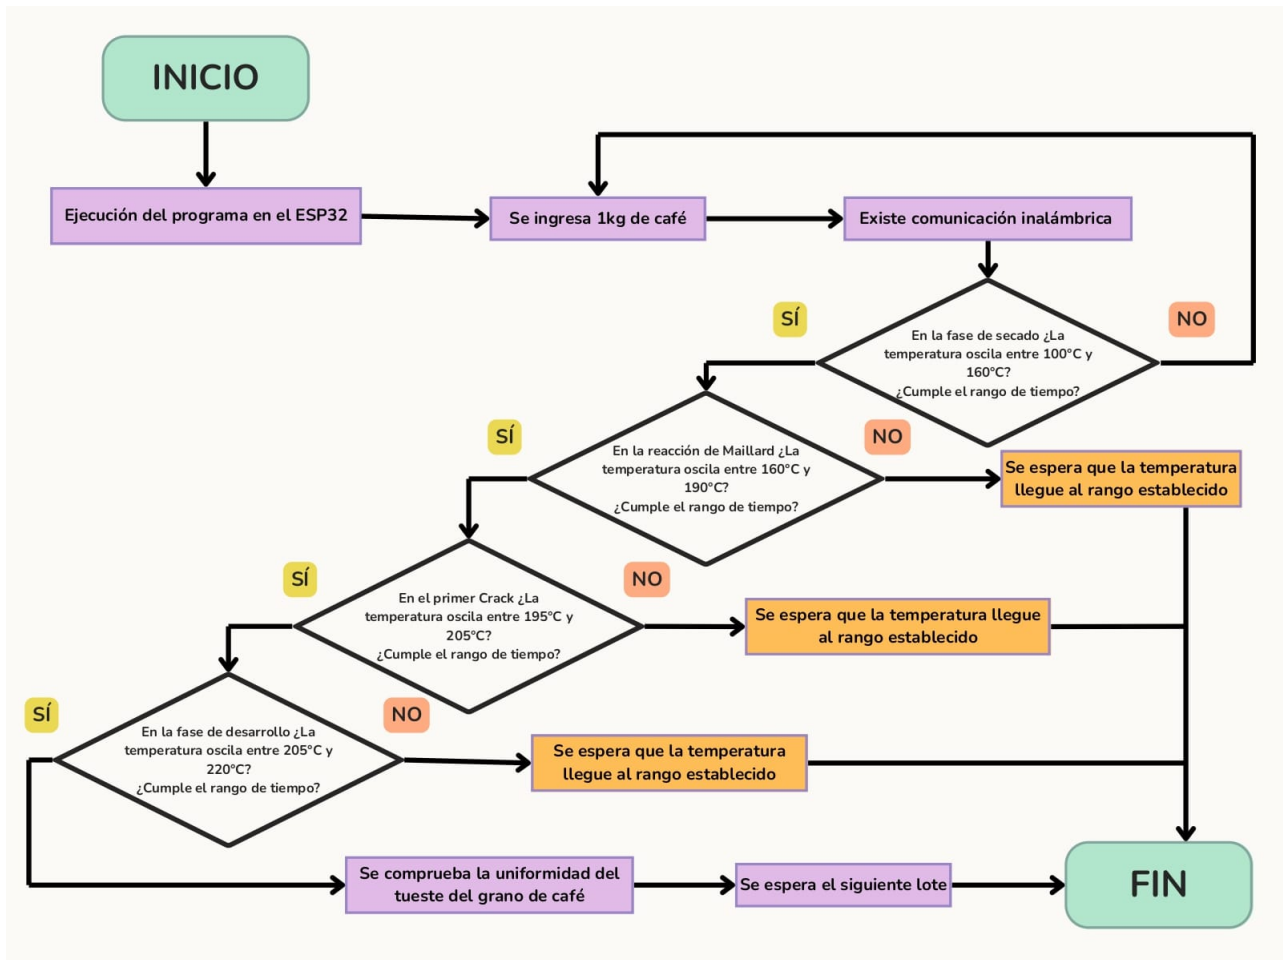 INICIO
Ejecución del programa en el ESP32
Se ingresa 1kg de café
Existe comunicación inalámbrica
SÍ
NO
En la fase de secado ¿La
temperatura oscila entre 100°C y
160°C?
¿Cumple el rango de tiempo?
SÍ
NO
En la reacción de Maillard ¿La
temperatura oscila entre 160°C y
190°C?
¿Cumple el rango de tiempo?
Se espera que la temperatura
llegue al rango establecido
SÍ
NO
En el primer Crack ¿La
temperatura oscila entre 195°C y
205°C?
¿Cumple el rango de tiempo?
Se espera que la temperatura llegue
al rango establecido
SÍ
NO
En la fase de desarrollo ¿La
temperatura oscila entre 205°C y
220°C?
¿Cumple el rango de tiempo?
Se espera que la temperatura
llegue al rango establecido
Se comprueba la uniformidad del
tueste del grano de café
Se espera el siguiente lote
FIN